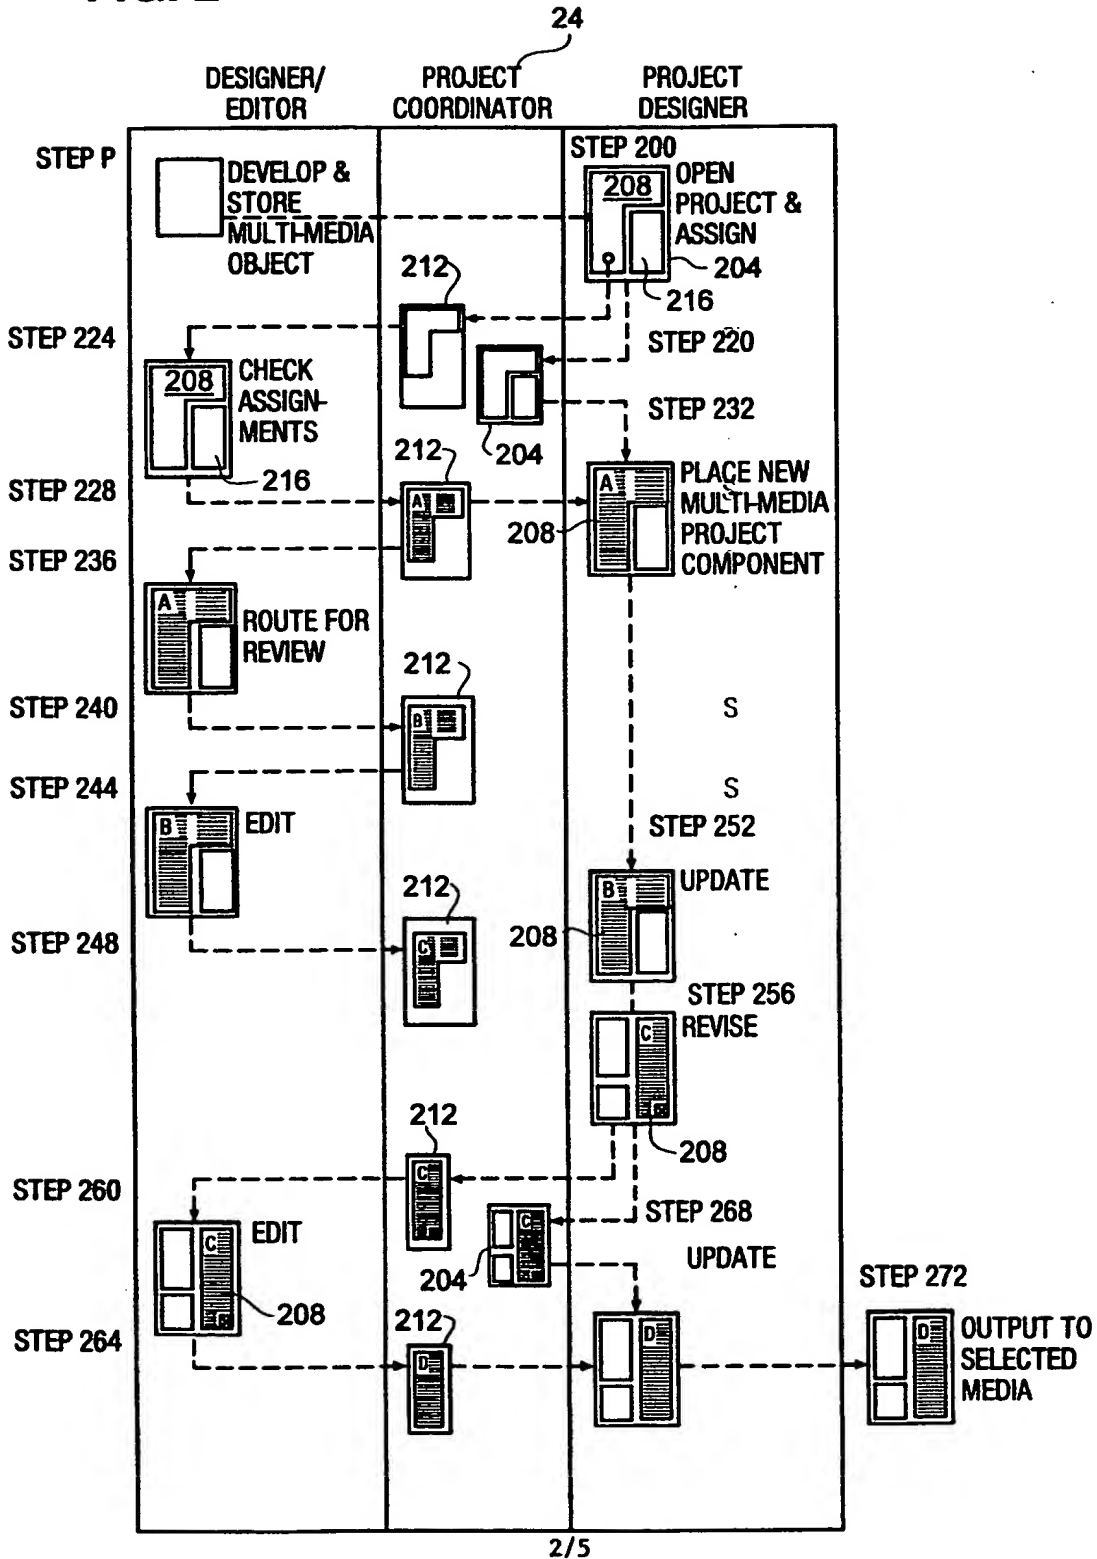 24
DESIGNER/
EDITOR
PROJECT
COORDINATOR
PROJECT
DESIGNER
STEP P
DEVELOP &
STORE
MULTI-MEDIA
OBJECT
STEP 200
208
OPEN
PROJECT &
ASSIGN
204
216
212
STEP 224
STEP 220
208
CHECK
ASSIGN-
MENTS
216
204
STEP 232
212
STEP 228
A
A
208
PLACE NEW
MULTI-MEDIA
PROJECT
COMPONENT
STEP 236
A
ROUTE FOR
REVIEW
212
STEP 240
B
S
STEP 244
S
B
EDIT
STEP 252
212
B
UPDATE
208
STEP 248
C
STEP 256
REVISE
C
208
212
C
STEP 260
STEP 268
C
204
UPDATE
EDIT
C
208
STEP 272
STEP 264
212
D
D
D
OUTPUT TO
SELECTED
MEDIA
2/5